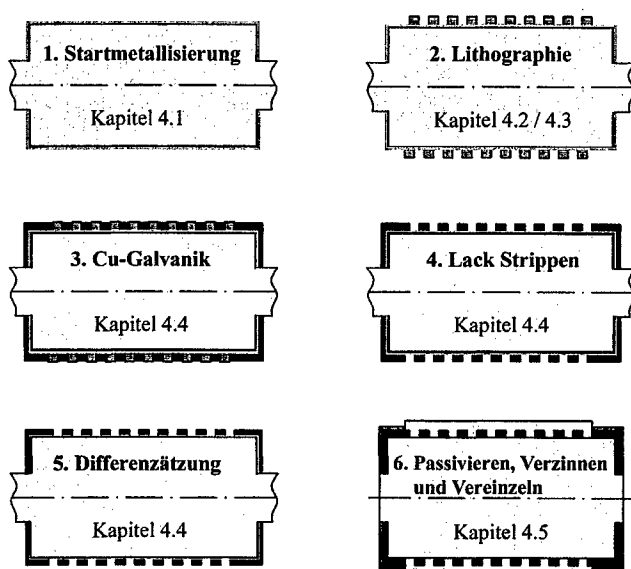 1. Startmetallisierung
Kapitel 4.1
2. Lithographie
Kapitel 4.2 / 4.3
3. Cu-Galvanik
Kapitel 4.4
4. Lack Strippen
Kapitel 4.4
5. Differenzätzung
Kapitel 4.4
6. Passivieren, Verzinnen
und Vereinzeln
Kapitel 4.5